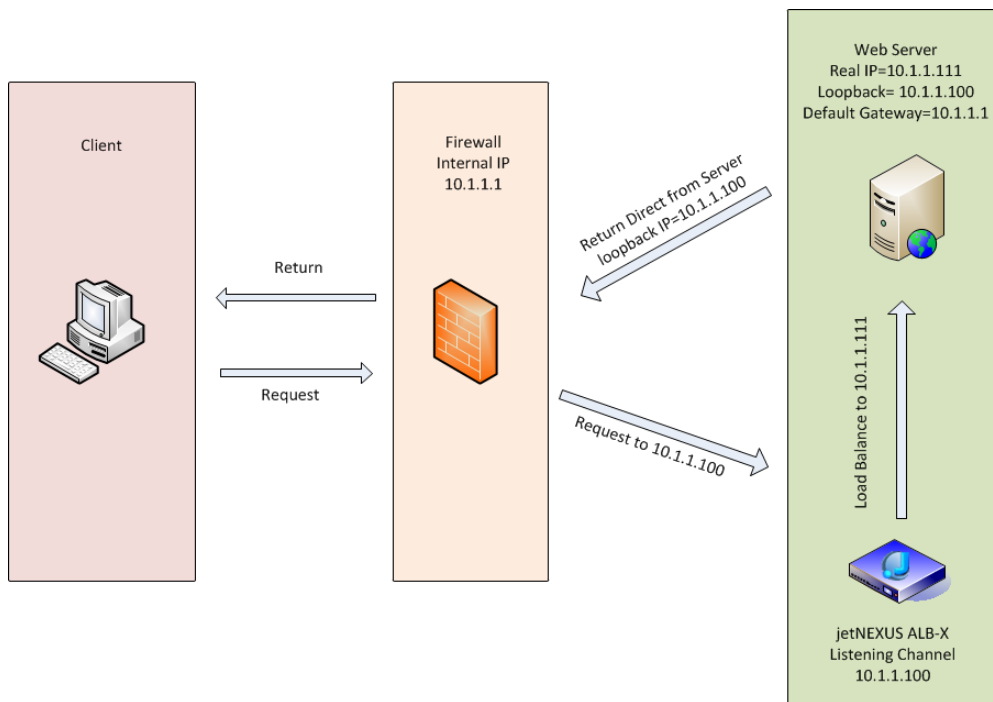 Client
Firewall
Internal IP
10.1.1.1
Web Server
Real IP=10.1.1.111
Loopback= 10.1.1.100
Default Gateway=10.1.1.1
Return Direct from Server
loopback IP=10.1.1.100
Return
Request
Request to 10.1.1.100
Load Balance to 10.1.1.111
jetNEXUS ALB-X
Listening Channel
10.1.1.100